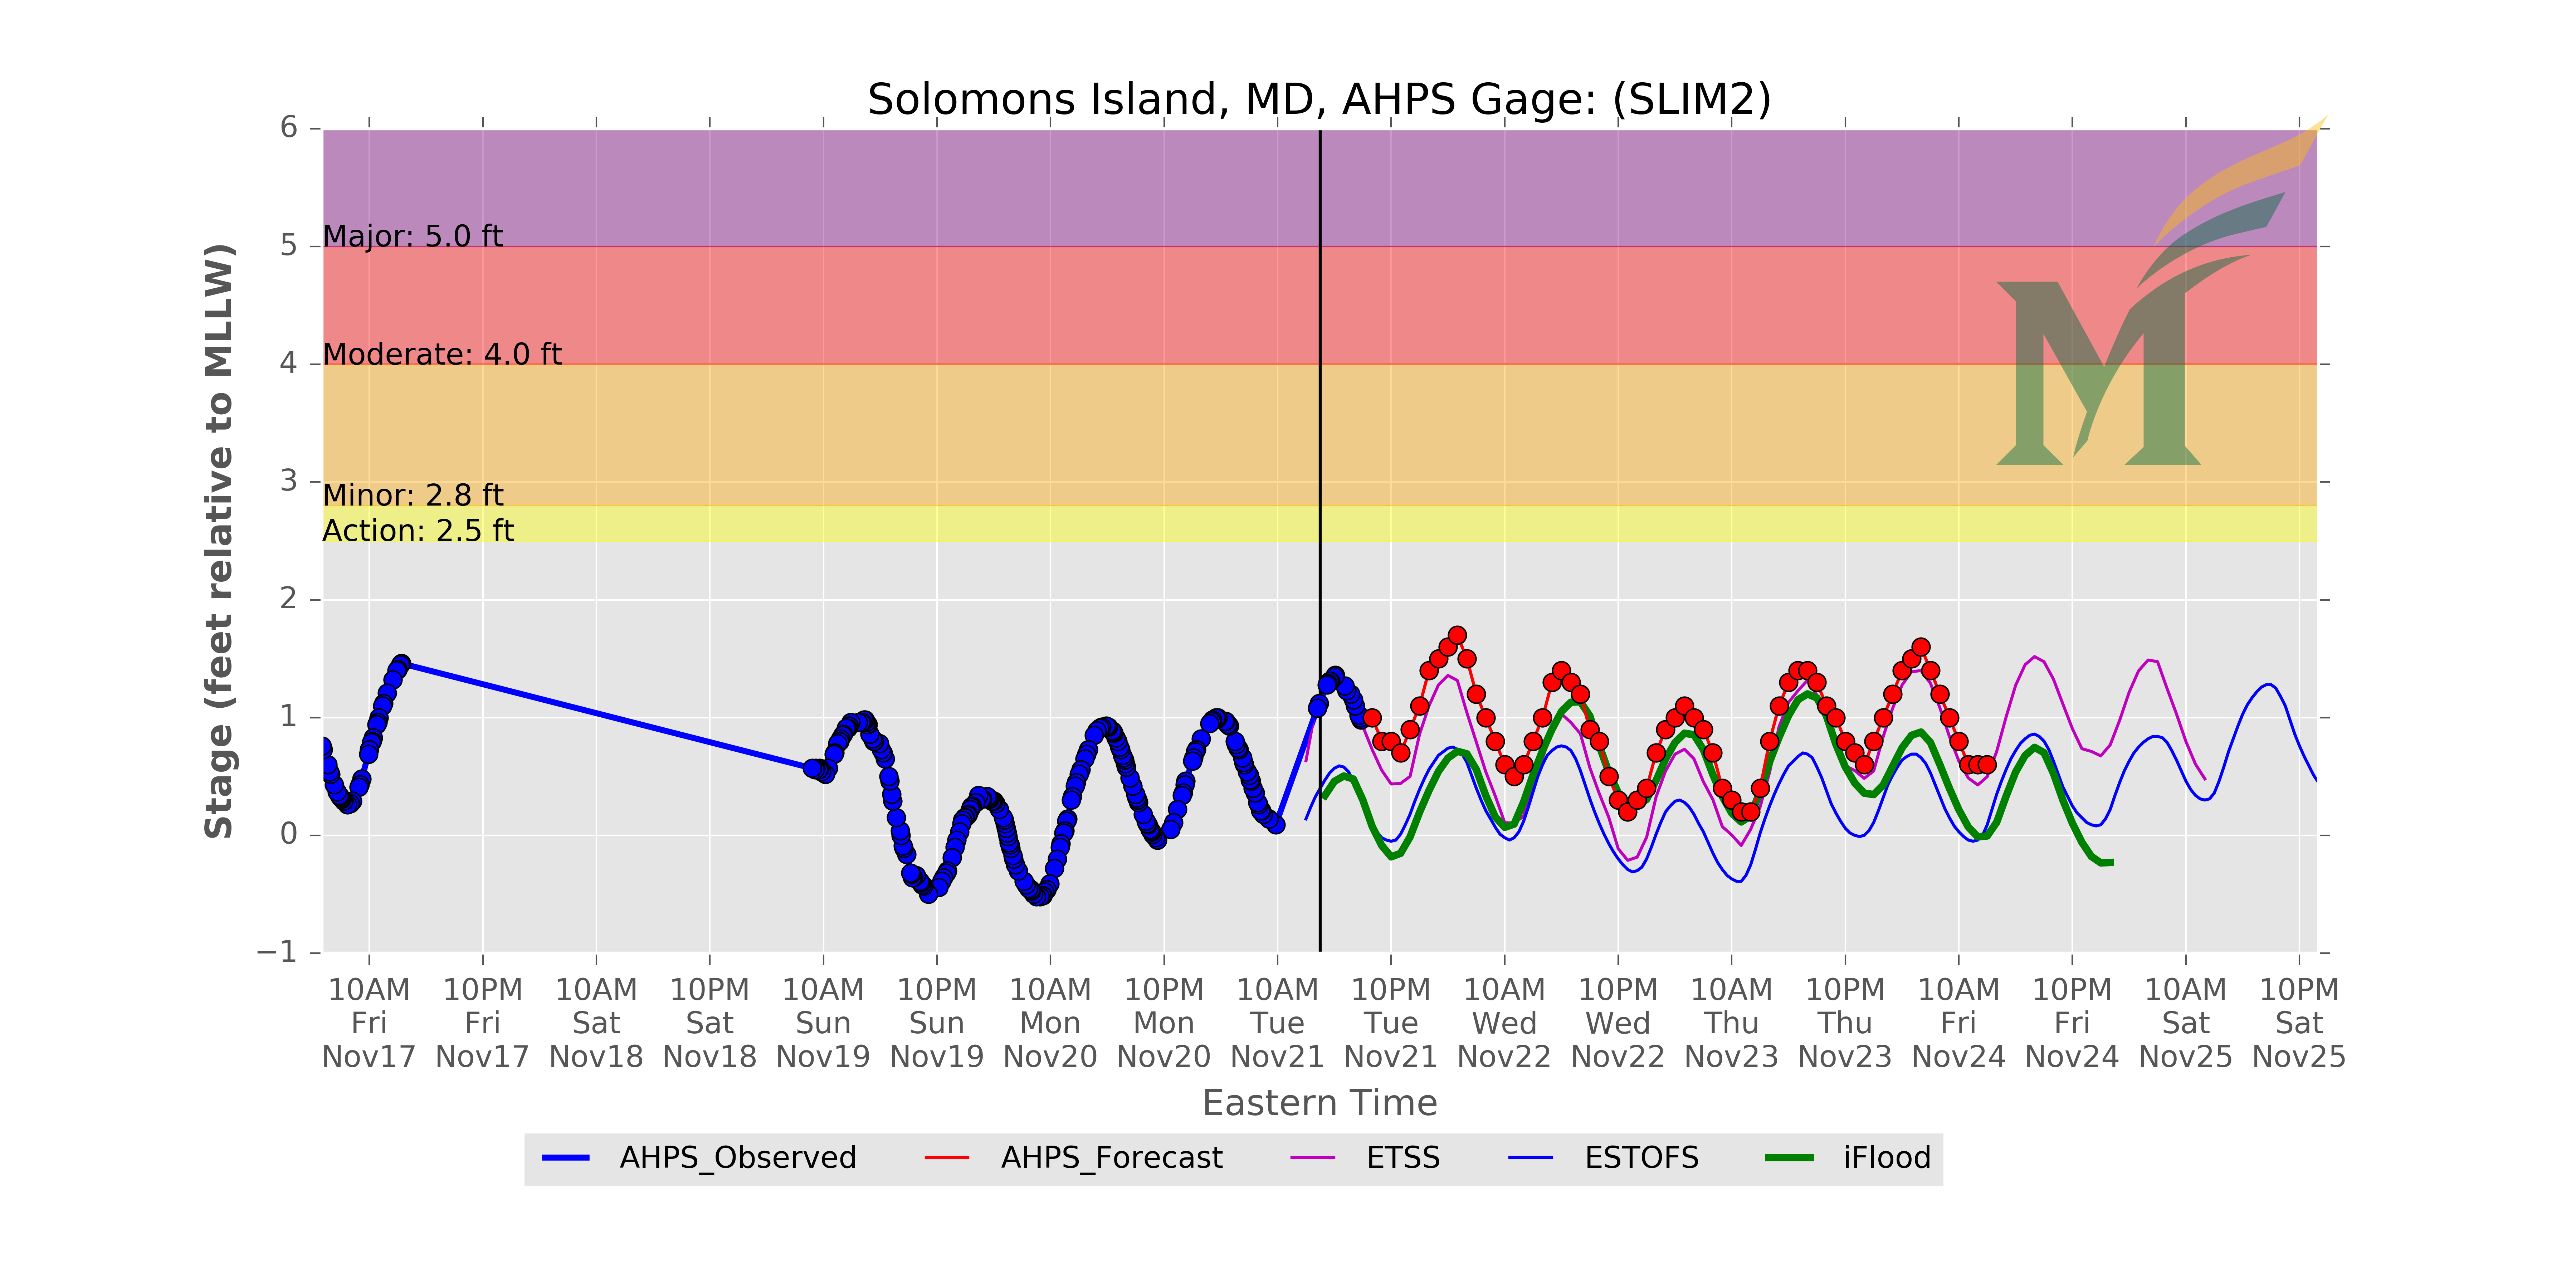 Solomons Island, MD, AHPS Gage: (SLIM2)
Stage (feet relative to MLLW)
6
5
4
3
2
1
0
−1
Major: 5.0 ft
Moderate: 4.0 ft
Minor: 2.8 ft
Action: 2.5 ft
M
10AM 10PM 10AM 10PM 10AM 10PM 10AM 10PM 10AM 10PM 10AM 10PM 10AM 10PM 10AM 10PM 10AM 10PM
Fri Fri Sat Sat Sun Sun Mon Mon Tue Tue Wed Wed Thu Thu Fri Fri Sat Sat
Nov17 Nov17 Nov18 Nov18 Nov19 Nov19 Nov20 Nov20 Nov21 Nov21 Nov22 Nov22 Nov23 Nov23 Nov24 Nov24 Nov25 Nov25
Eastern Time
AHPS_Observed AHPS_Forecast ETSS ESTOFS iFlood